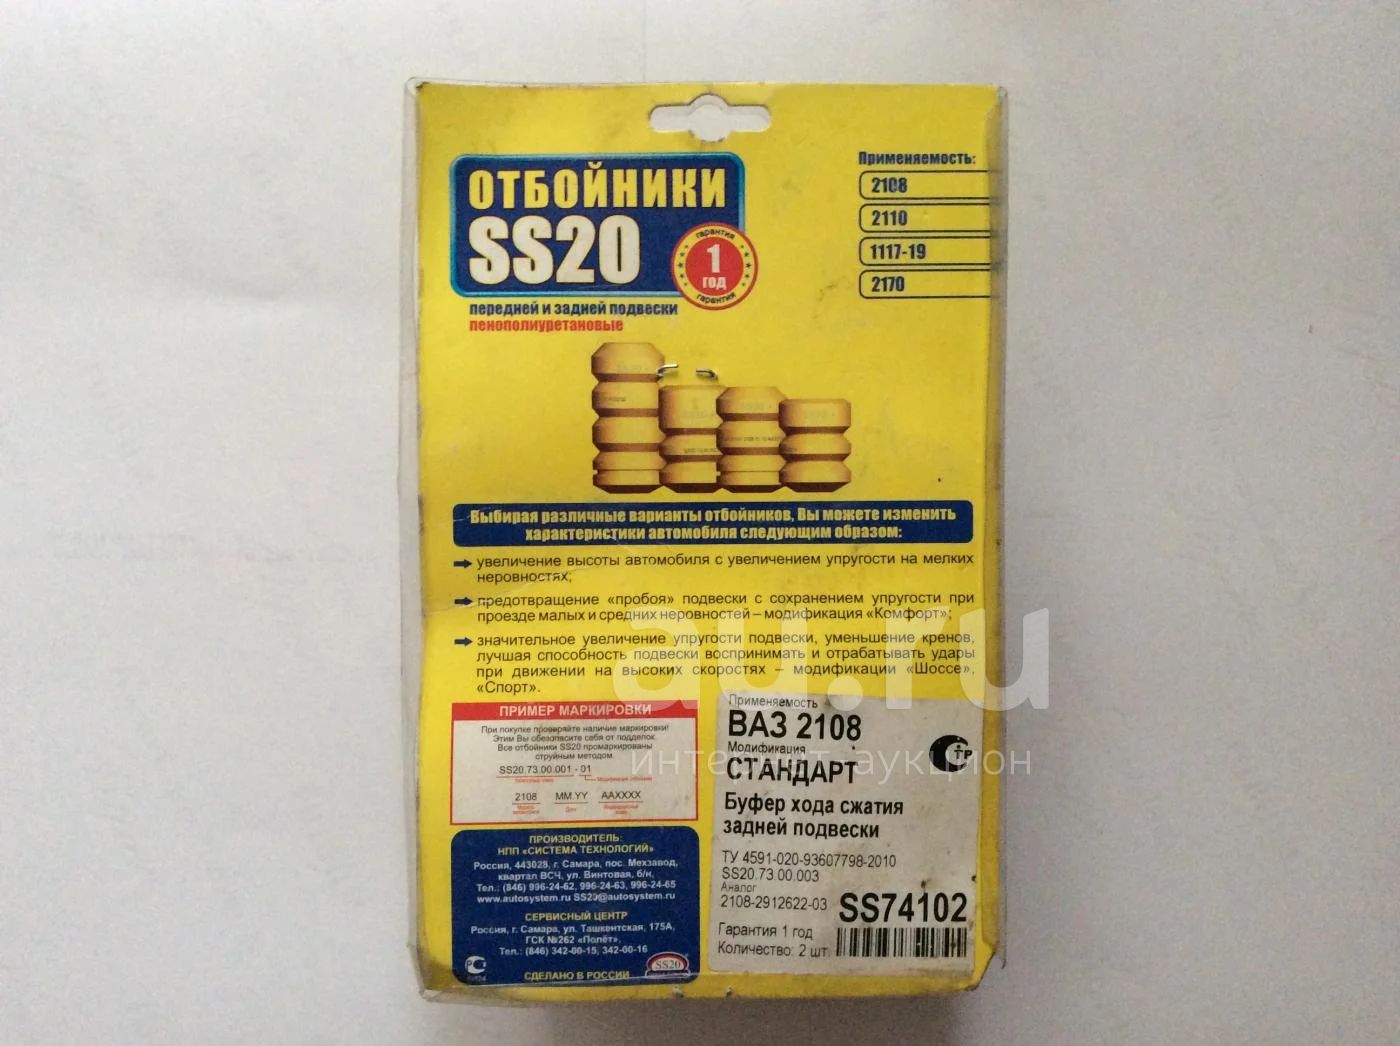 ОТБОЙНИКИ
SS20
гарантия
1
ГОД
гарантия
передней и задней подвески
пенополиуретановые
Применяемость:
2108
2110
1117-19
2170
Выбирая различные варианты отбойников, Вы можете изменить
характеристики автомобиля следующим образом:
увеличение высоты автомобиля с увеличением упругости на мелких
неровностях;
предотвращение «пробоя» подвески с сохранением упругости при
проезде малых и средних неровностей – модификация «Комфорт»;
значительное увеличение упругости подвески, уменьшение кренов,
лучшая способность подвески воспринимать и отрабатывать удары
при движении на высоких скоростях – модификации «Шоссе»,
«Спорт».
ПРИМЕР МАРКИРОВКИ
При покупке проверяйте наличие маркировки!
Этим Вы обезопасите себя от подделок.
Все отбойники SS20 промаркированы
струйным методом.
SS20.73.00.001 - 01
2108 MM.YY AAXXXX
ПРОИЗВОДИТЕЛЬ:
НПП «СИСТЕМА ТЕХНОЛОГИЙ»
Россия, 443028, г. Самара, пос. Мехзавод,
квартал ВСЧ, ул. Винтовая, б/н,
Тел.: (846) 996-24-62, 996-24-63, 996-24-65
www.autosystem.ru SS20@autosystem.ru
СЕРВИСНЫЙ ЦЕНТР
Россия, г. Самара, ул. Ташкентская, 175А,
ГСК №262 «Полёт».
Тел.: (846) 342-00-15, 342-00-16
СДЕЛАНО В РОССИИ
SS20
Применяемость
ВАЗ 2108
Модификация
СТАНДАРТ
Буфер хода сжатия
задней подвески
ТУ 4591-020-93607798-2010
SS20.73.00.003
Аналог
2108-2912622-03
SS74102
Гарантия 1 год
Количество: 2 шт.
au.ru
интернет аукцион